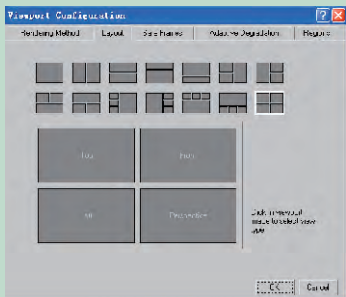 Viewport Configuration
Rendering Method Layout Safe Frames Adaptive Degradation Regions
Top Front
Left Perspective
Click in viewport
image to select view
type
OK Cancel